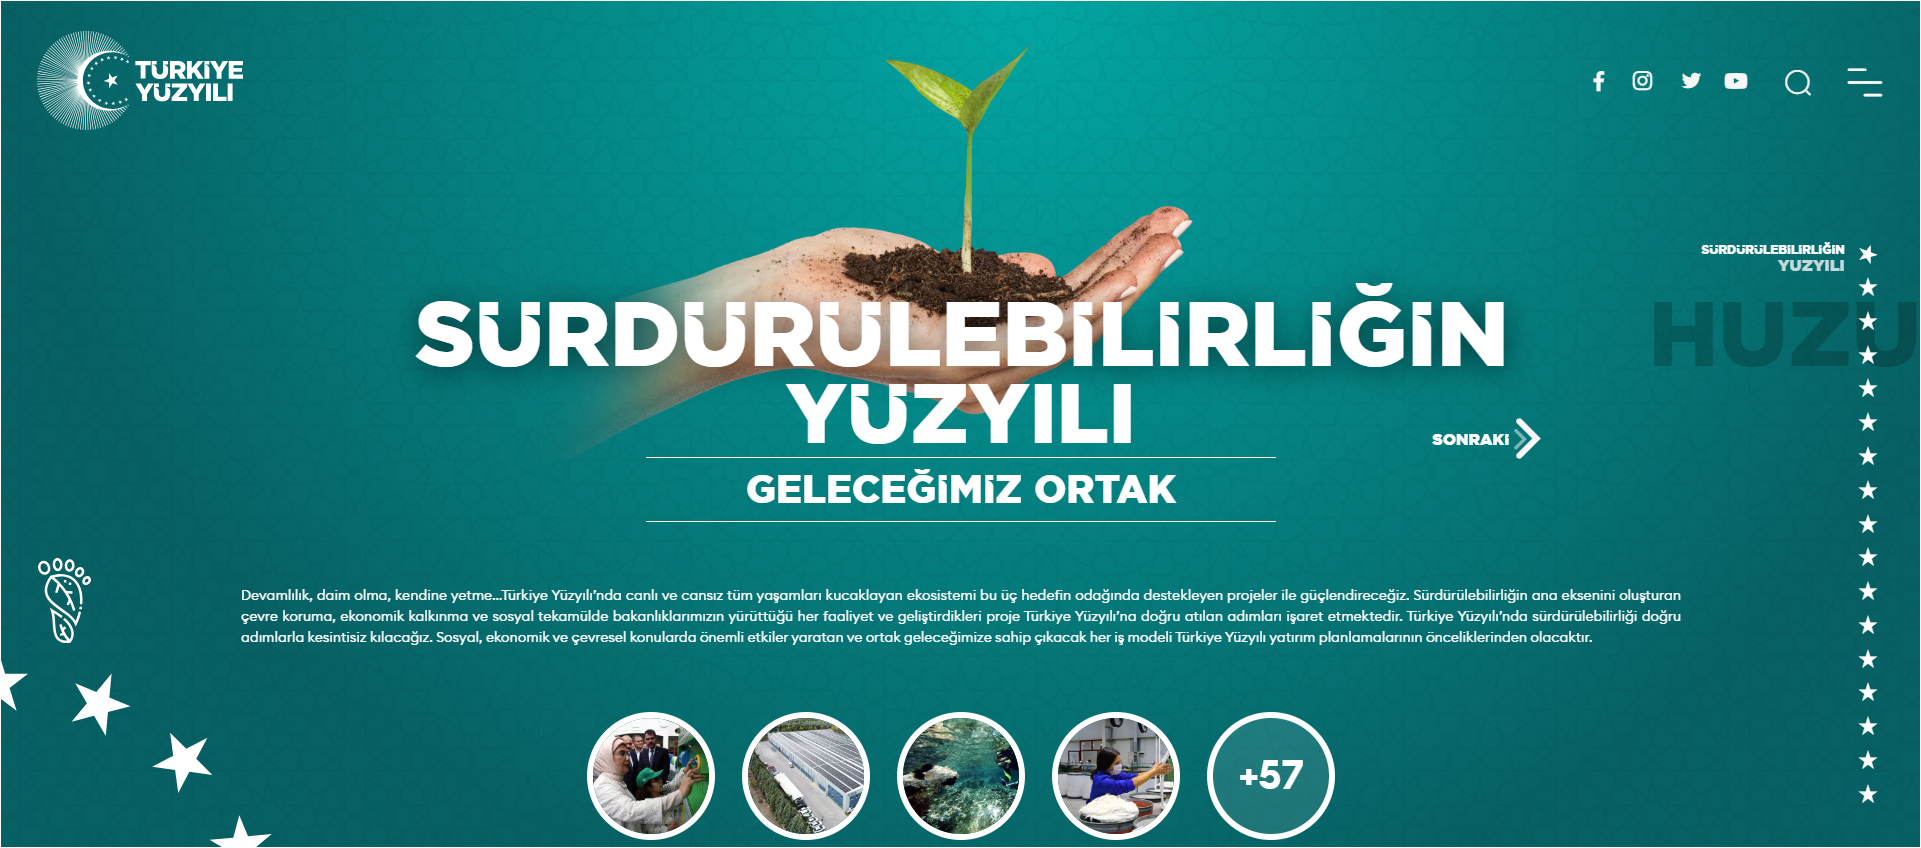 TÜRKİYE
YÜZYILI
SÜRDÜRÜLEBİLİRLİĞİN
YÜZYILI
HUZU
SÜRDÜRÜLEBİLİRLİĞİN
YÜZYILI
SONRAKİ
GELECEĞİMİZ ORTAK
Devamlılık, daim olma, kendine yetme...Türkiye Yüzyılı’nda canlı ve cansız tüm yaşamları kucaklayan ekosistemi bu üç hedefin odağında destekleyen projeler ile güçlendireceğiz. Sürdürülebilirliğin ana eksenini oluşturan
çevre koruma, ekonomik kalkınma ve sosyal tekamülde bakanlıklarımızın yürüttüğü her faaliyet ve geliştirdikleri proje Türkiye Yüzyılı’na doğru atılan adımları işaret etmektedir. Türkiye Yüzyılı’nda sürdürülebilirliği doğru
adımlarla kesintisiz kılacağız. Sosyal, ekonomik ve çevresel konularda önemli etkiler yaratan ve ortak geleceğimize sahip çıkacak her iş modeli Türkiye Yüzyılı yatırım planlamalarının önceliklerinden olacaktır.
+57